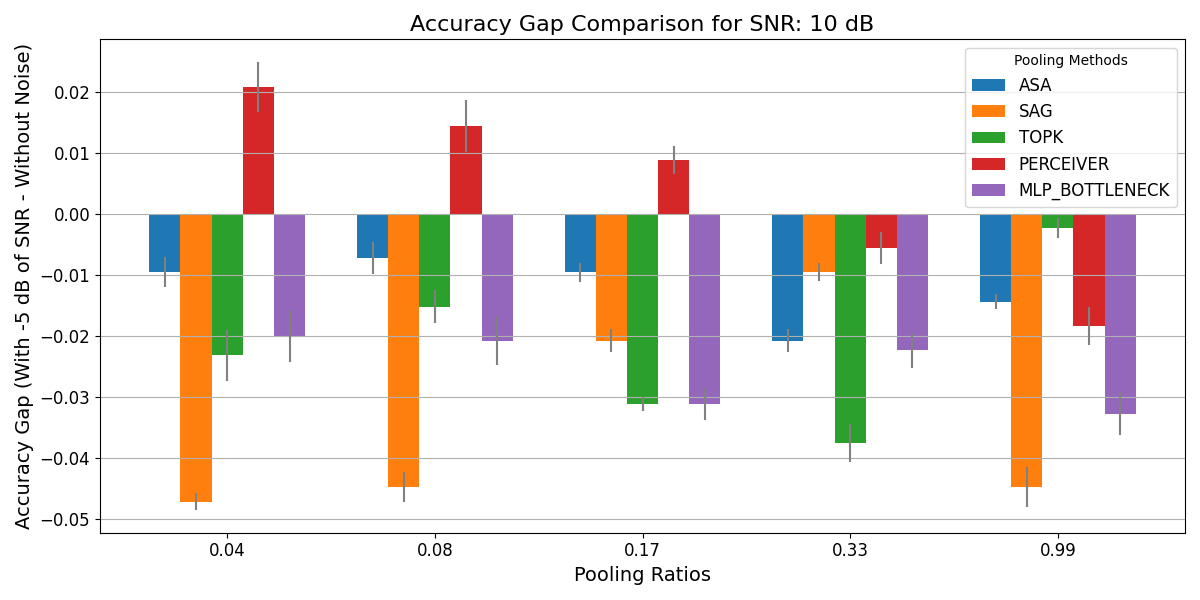 Accuracy Gap Comparison for SNR: 10 dB
Accuracy Gap (With -5 dB of SNR - Without Noise)
0.02
0.01
0.00
−0.01
−0.02
−0.03
−0.04
−0.05
Pooling Methods
ASA
SAG
TOPK
PERCEIVER
MLP_BOTTLENECK
0.04 0.08 0.17 0.33 0.99
Pooling Ratios